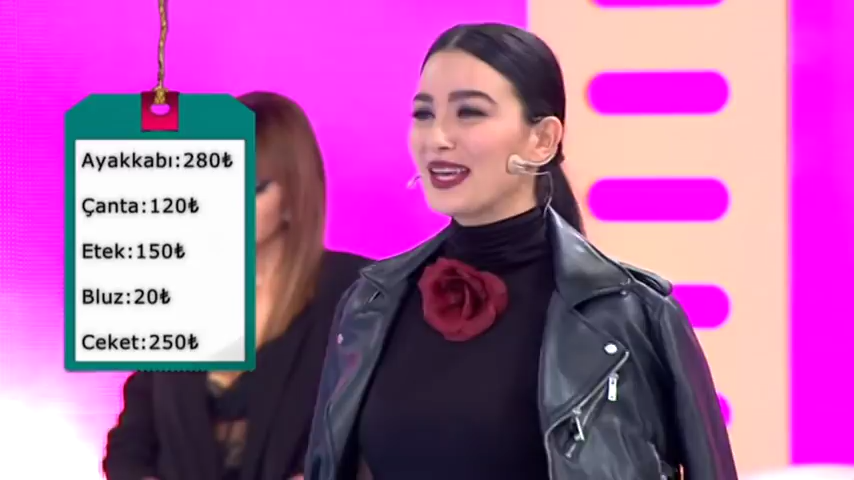 Ayakkabı:280₺
Çanta:120₺
Etek:150₺
Bluz:20₺
Ceket:250₺